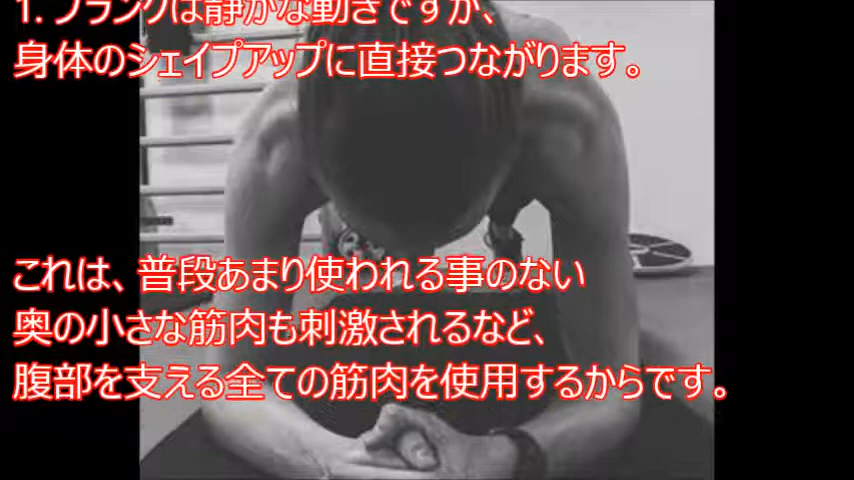 1. プランクは静かな動きですが、
身体のシェイプアップに直接つながります。
これは、普段あまり使われる事のない
奥の小さな筋肉も刺激されるなど、
腹部を支える全ての筋肉を使用するからです。